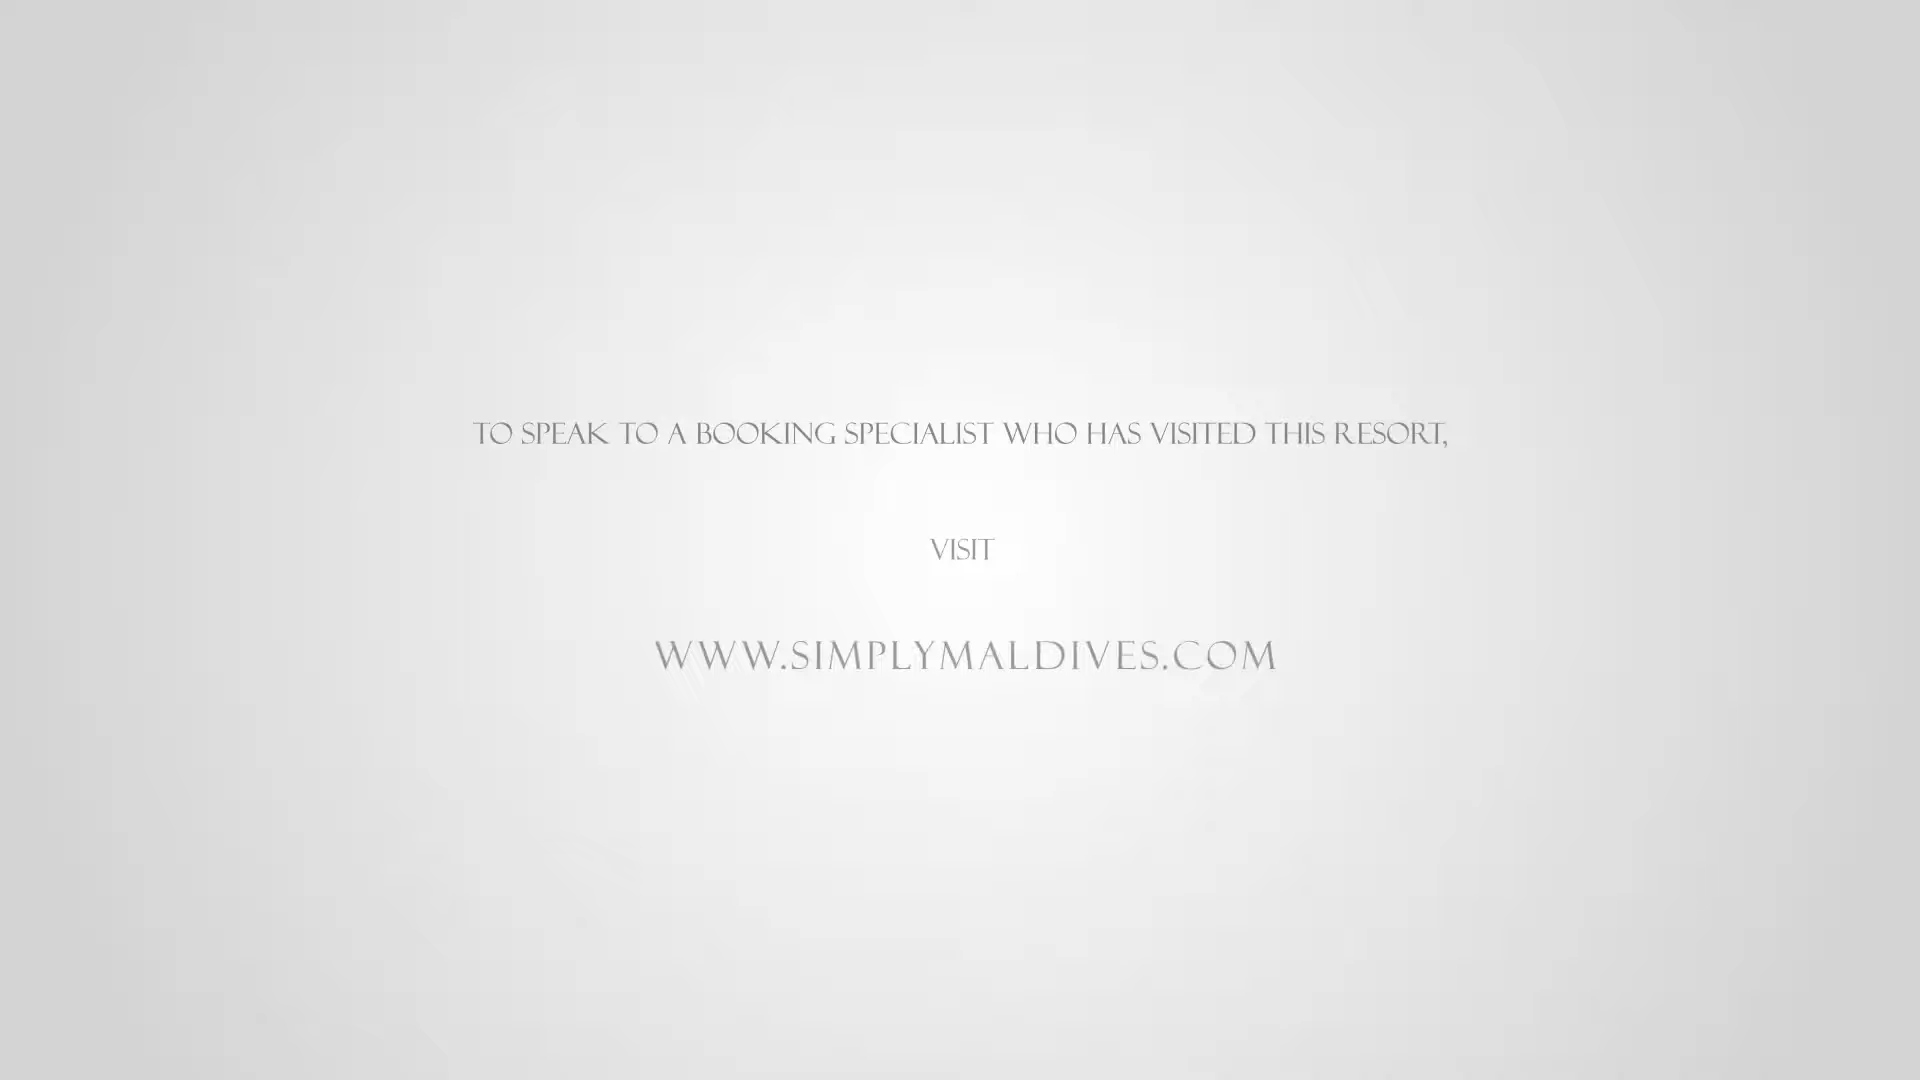 TO SPEAK TO A BOOKING SPECIALIST WHO HAS VISITED THIS RESORT,
VISIT
WWW.SIMPLYMALDIVES.COM